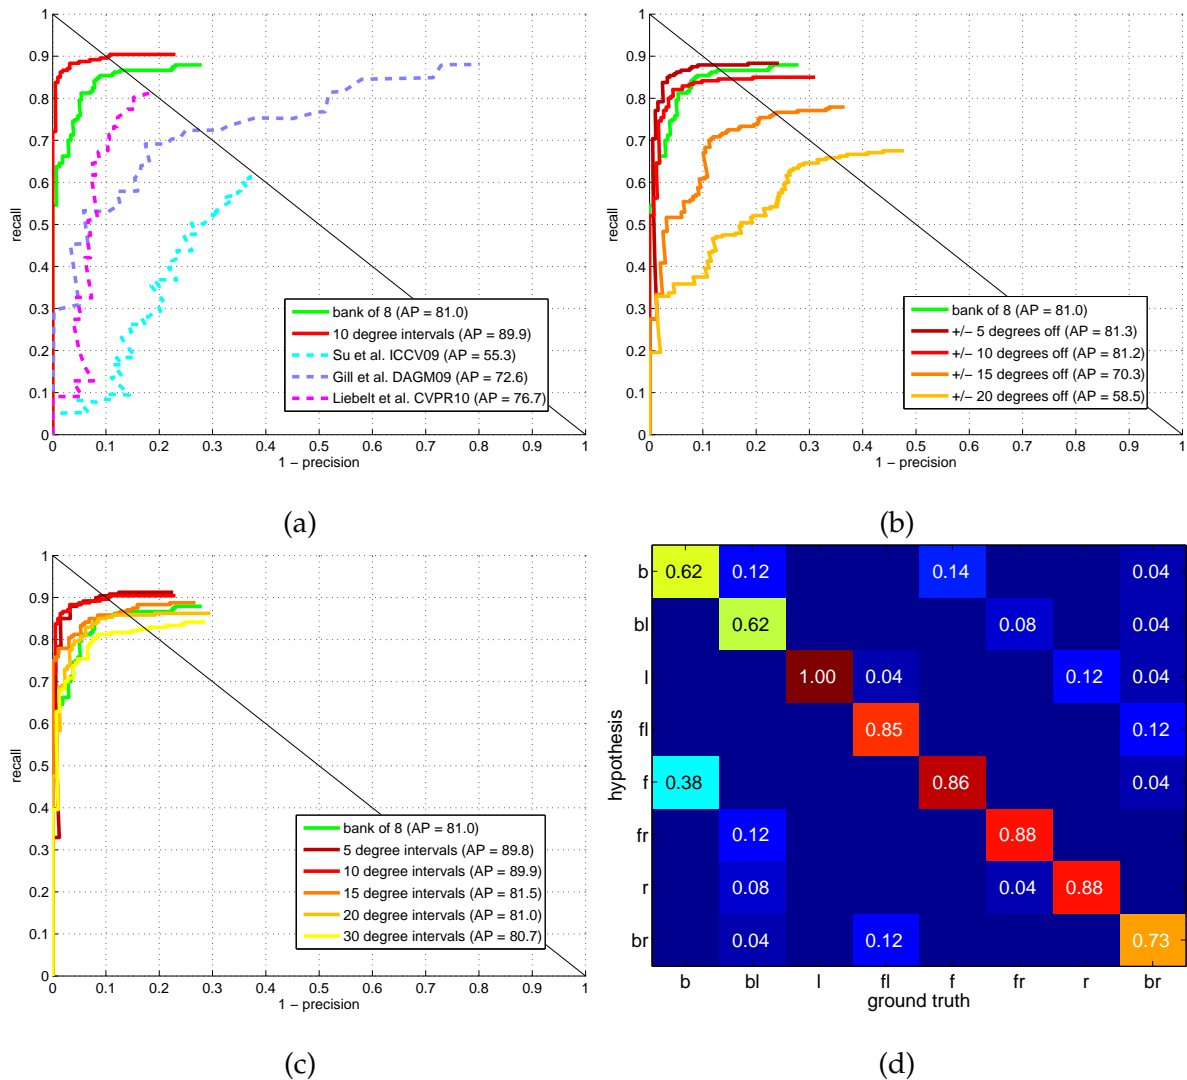 1
0.9
0.8
0.7
0.6
0.5
0.4
0.3
0.2
0.1
0
recall
bank of 8 (AP = 81.0)
10 degree intervals (AP = 89.9)
Su et al. ICCV09 (AP = 55.3)
Gill et al. DAGM09 (AP = 72.6)
Liebelt et al. CVPR10 (AP = 76.7)
0 0.1 0.2 0.3 0.4 0.5 0.6 0.7 0.8 0.9 1
1 − precision
(a)
1
0.9
0.8
0.7
0.6
0.5
0.4
0.3
0.2
0.1
0
recall
bank of 8 (AP = 81.0)
+/− 5 degrees off (AP = 81.3)
+/− 10 degrees off (AP = 81.2)
+/− 15 degrees off (AP = 70.3)
+/− 20 degrees off (AP = 58.5)
0 0.1 0.2 0.3 0.4 0.5 0.6 0.7 0.8 0.9 1
1 − precision
(b)
1
0.9
0.8
0.7
0.6
0.5
0.4
0.3
0.2
0.1
0
recall
bank of 8 (AP = 81.0)
5 degree intervals (AP = 89.8)
10 degree intervals (AP = 89.9)
15 degree intervals (AP = 81.5)
20 degree intervals (AP = 81.0)
30 degree intervals (AP = 80.7)
0 0.1 0.2 0.3 0.4 0.5 0.6 0.7 0.8 0.9 1
1 − precision
(c)
hypothesis
b 0.62 0.12 0.14 0.04
bl 0.62 0.08 0.04
l 1.00 0.04 0.12 0.04
fl 0.85 0.12
f 0.38 0.86 0.04
fr 0.12 0.88
r 0.08 0.04 0.88
br 0.04 0.12 0.73
b bl l fl f fr r br
ground truth
(d)